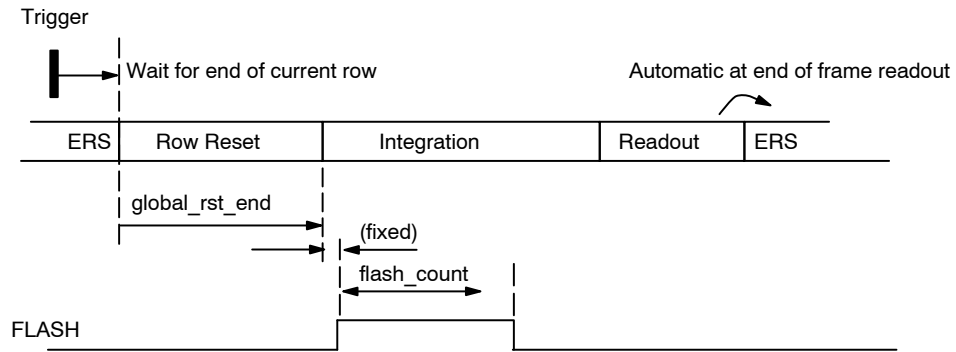 Trigger
Wait for end of current row
Automatic at end of frame readout
ERS Row Reset Integration Readout ERS
global_rst_end
(fixed)
flash_count
FLASH